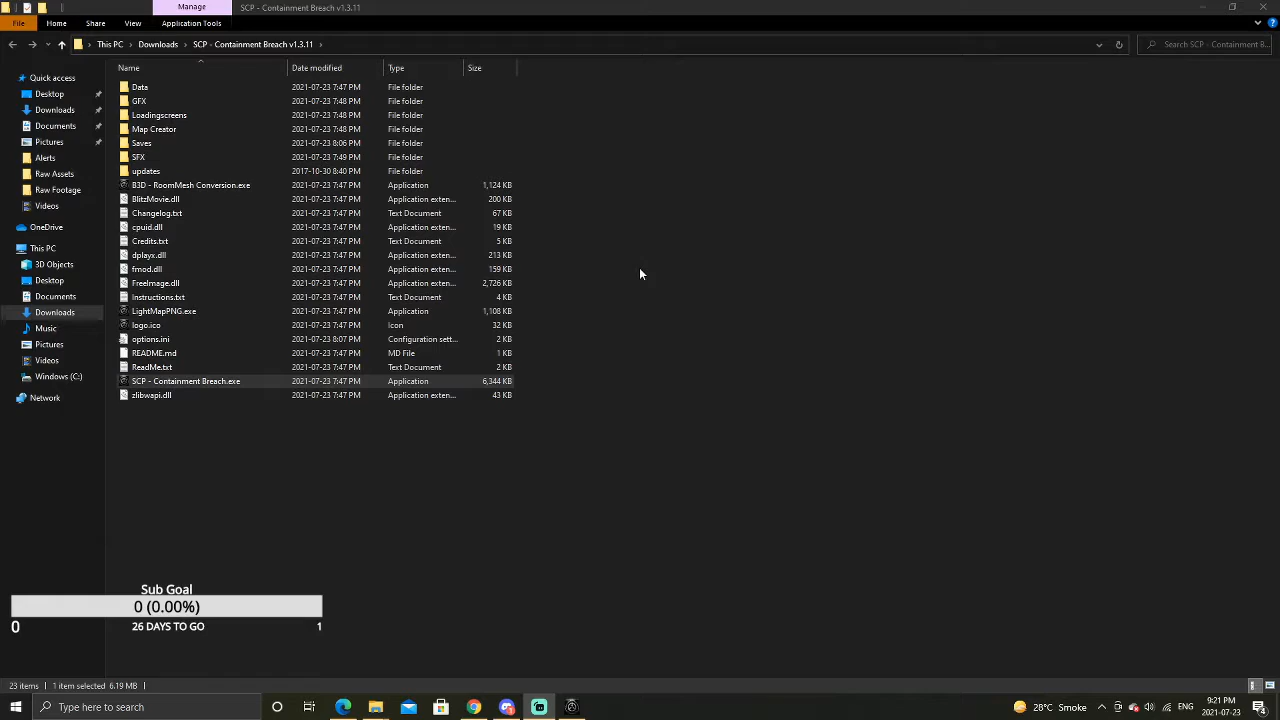 Manage
SCP - Containment Breach v1.3.11
File
Home
Share
View
Application Tools
This PC
Downloads
SCP - Containment Breach v1.3.11
Search SCP - Containment B...
Name
Date modified
Type
Size
Quick access
Desktop
Downloads
Documents
Pictures
Alerts
Raw Assets
Raw Footage
Videos
OneDrive
This PC
3D Objects
Desktop
Documents
Downloads
Music
Pictures
Videos
Windows (C:)
Network
Data 2021-07-23 7:47 PM File folder
GFX 2021-07-23 7:48 PM File folder
Loadingscreens 2021-07-23 7:48 PM File folder
Map Creator 2021-07-23 7:48 PM File folder
Saves 2021-07-23 8:06 PM File folder
SFX 2021-07-23 7:49 PM File folder
updates 2017-10-30 8:40 PM File folder
B3D - RoomMesh Conversion.exe 2021-07-23 7:47 PM Application 1,124 KB
BlitzMovie.dll 2021-07-23 7:47 PM Application exten... 200 KB
Changelog.txt 2021-07-23 7:47 PM Text Document 67 KB
cpuid.dll 2021-07-23 7:47 PM Application exten... 19 KB
Credits.txt 2021-07-23 7:47 PM Text Document 5 KB
dplayx.dll 2021-07-23 7:47 PM Application exten... 213 KB
fmod.dll 2021-07-23 7:47 PM Application exten... 159 KB
FreeImage.dll 2021-07-23 7:47 PM Application exten... 2,726 KB
Instructions.txt 2021-07-23 7:47 PM Text Document 4 KB
LightMapPNG.exe 2021-07-23 7:47 PM Application 1,108 KB
logo.ico 2021-07-23 7:47 PM Icon 32 KB
options.ini 2021-07-23 8:07 PM Configuration sett... 2 KB
README.md 2021-07-23 7:47 PM MD File 1 KB
ReadMe.txt 2021-07-23 7:47 PM Text Document 2 KB
SCP - Containment Breach.exe 2021-07-23 7:47 PM Application 6,344 KB
zlibwapi.dll 2021-07-23 7:47 PM Application exten... 43 KB
Sub Goal
0 (0.00%)
0 26 DAYS TO GO 1
23 items 1 item selected 6.19 MB
Type here to search
28°C Smoke
ENG
9:21 PM
2021-07-23